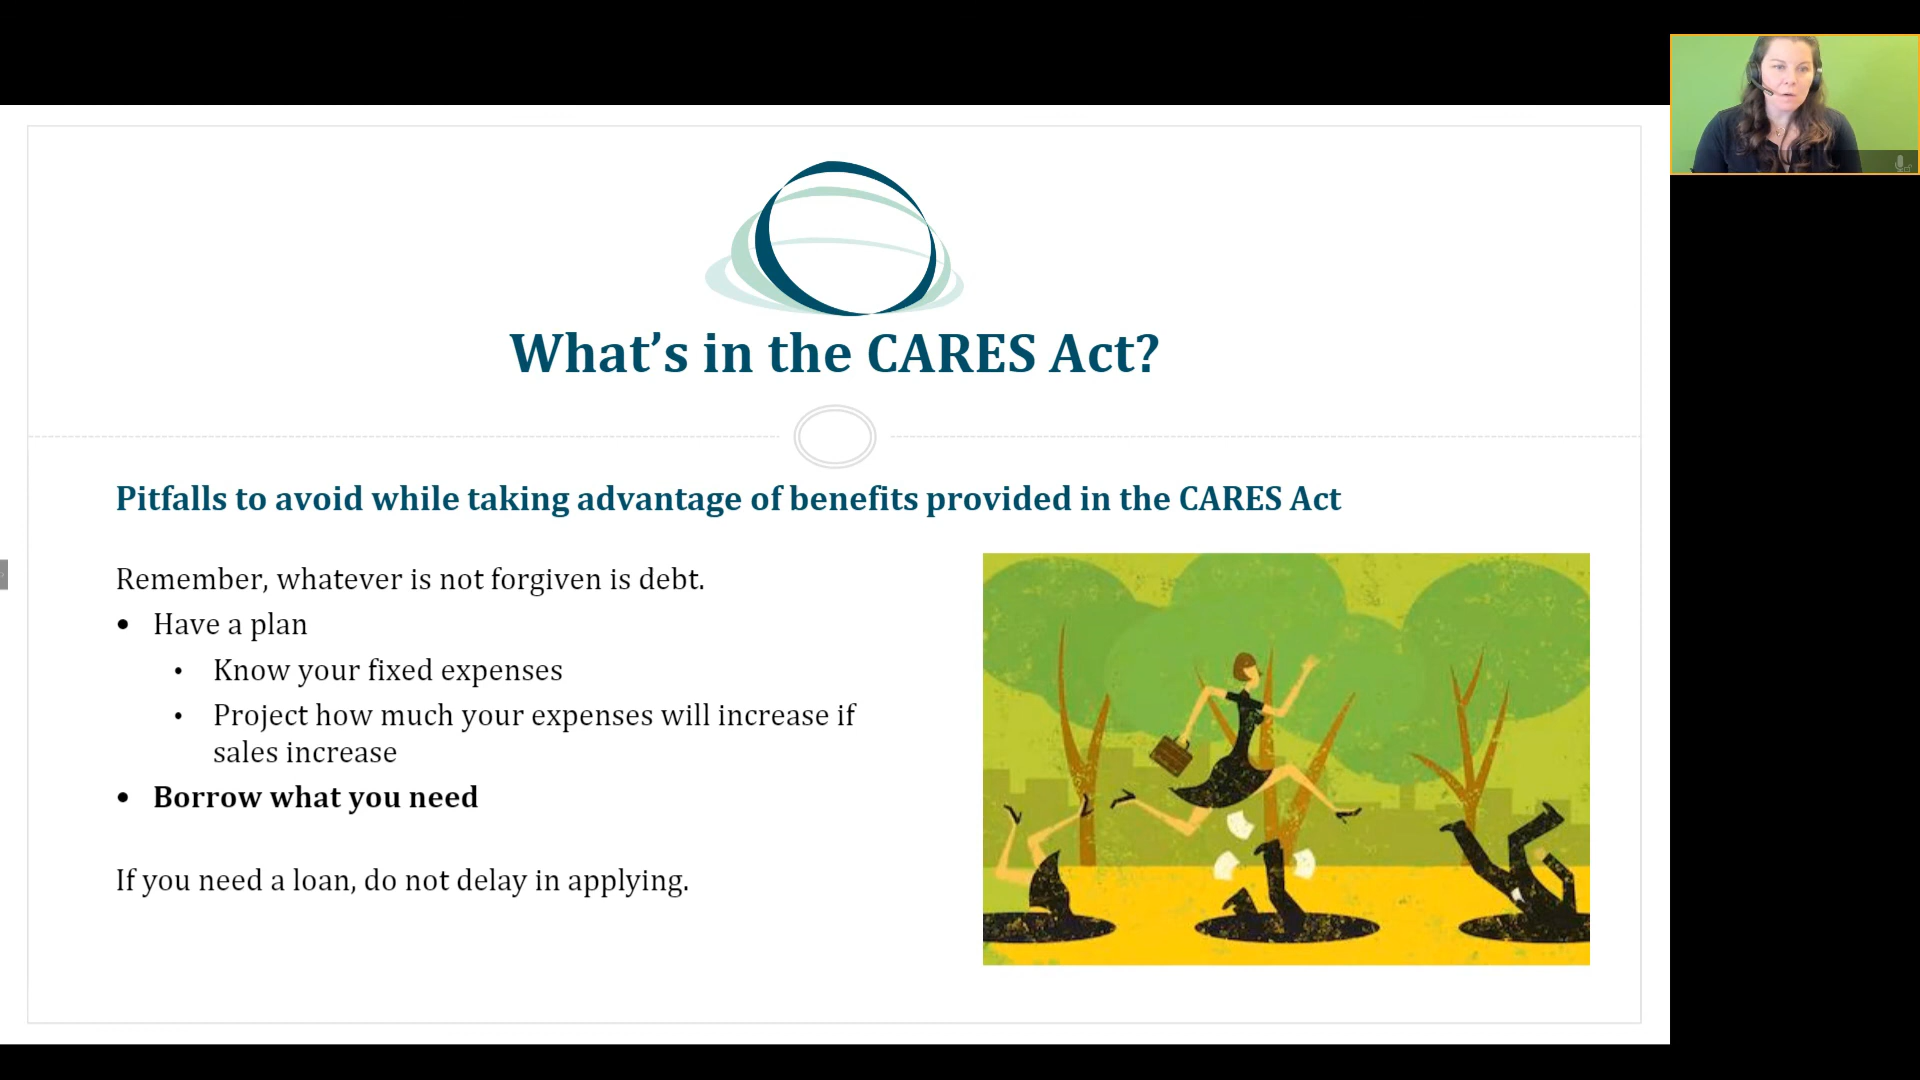 What’s in the CARES Act?
Pitfalls to avoid while taking advantage of benefits provided in the CARES Act
Remember, whatever is not forgiven is debt.
• Have a plan
• Know your fixed expenses
• Project how much your expenses will increase if
sales increase
• Borrow what you need
If you need a loan, do not delay in applying.